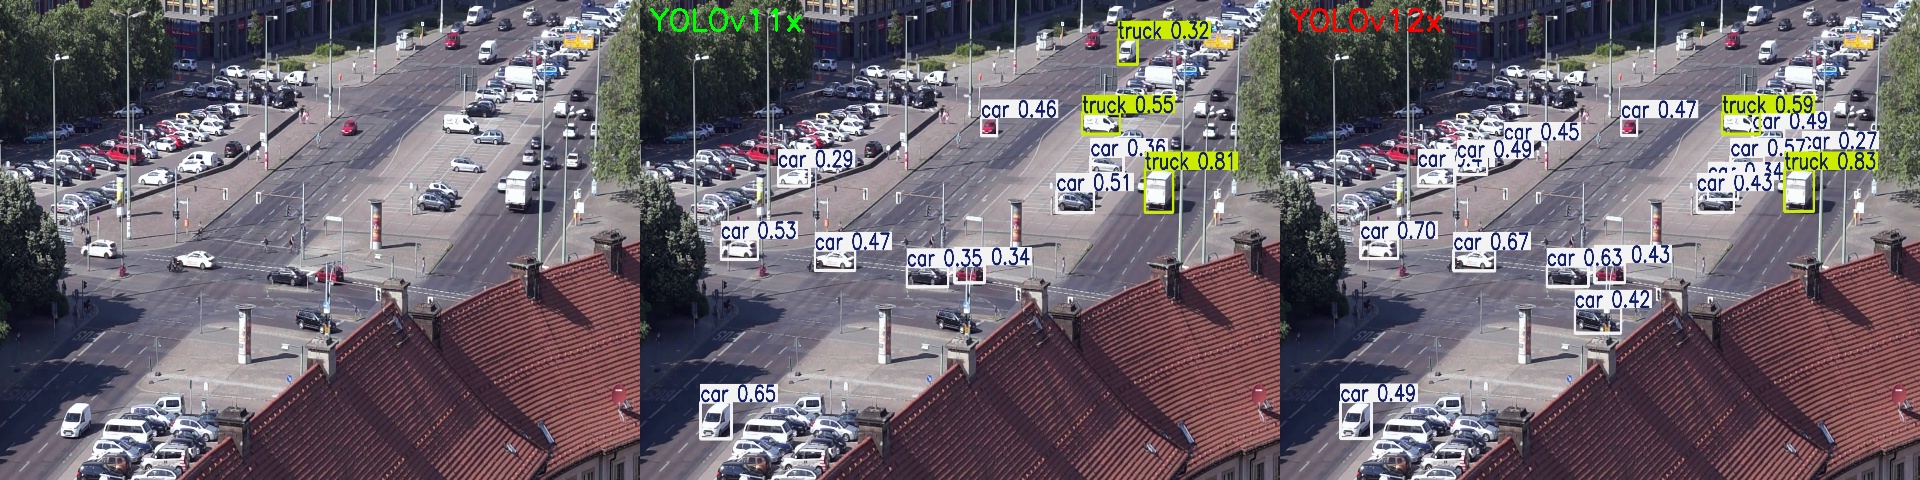 YOLOv11x
truck 0.32
car 0.46
truck 0.55
car 0.36
car 0.29
truck 0.81
car 0.51
car 0.53
car 0.47
car 0.35
0.34
car 0.65
YOLOv12x
car 0.47
truck 0.59
car 0.49
car 0.45
car 0.49
car 0.57
car 0.27
truck 0.83
car 0.43
car 0.70
car 0.67
car 0.63
0.43
car 0.42
car 0.49